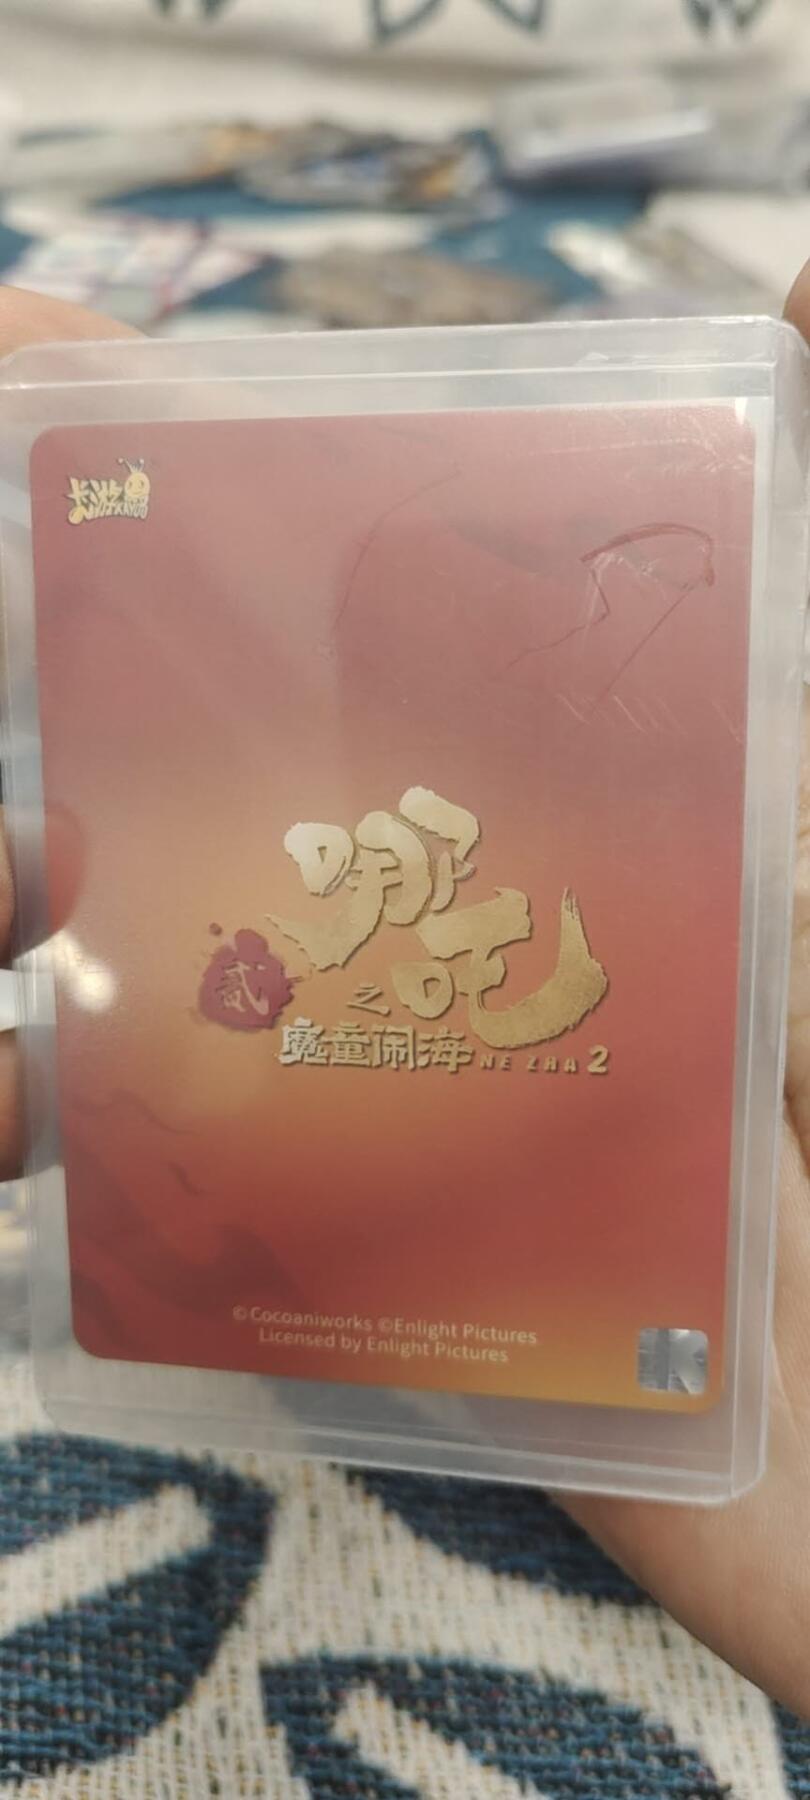 卡游
KAYOU
哪吒
贰
之
魔童闹海 NE ZHA 2
©Cocoaniworks ©Enlight Pictures
Licensed by Enlight Pictures